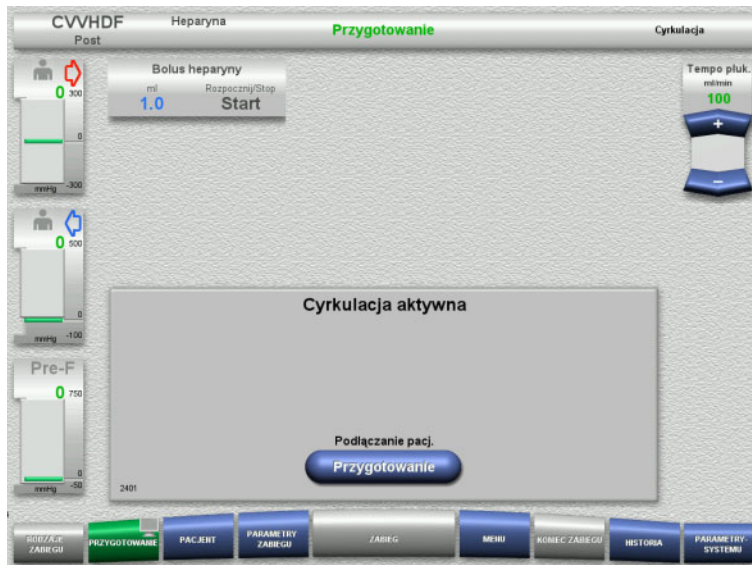 CVVHDF
Post
Heparyna
Przygotowanie
Cyrkulacja
0
300
0
-300
mmHg
Bolus heparyny
ml Rozpocznij/Stop
1.0 Start
Tempo płuk.
ml/min
100
+
−
0
500
0
-100
mmHg
Pre-F
0
750
0
-50
mmHg
Cyrkulacja aktywna
Podłączanie pacj.
Przygotowanie
2401
RODZAJE
ZABIEGU
PRZYGOTOWANIE
PACJENT
PARAMETRY
ZABIEGU
ZABIEG
MENU
KONIEC ZABIEGU
HISTORIA
PARAMETRY-
SYSTEMU